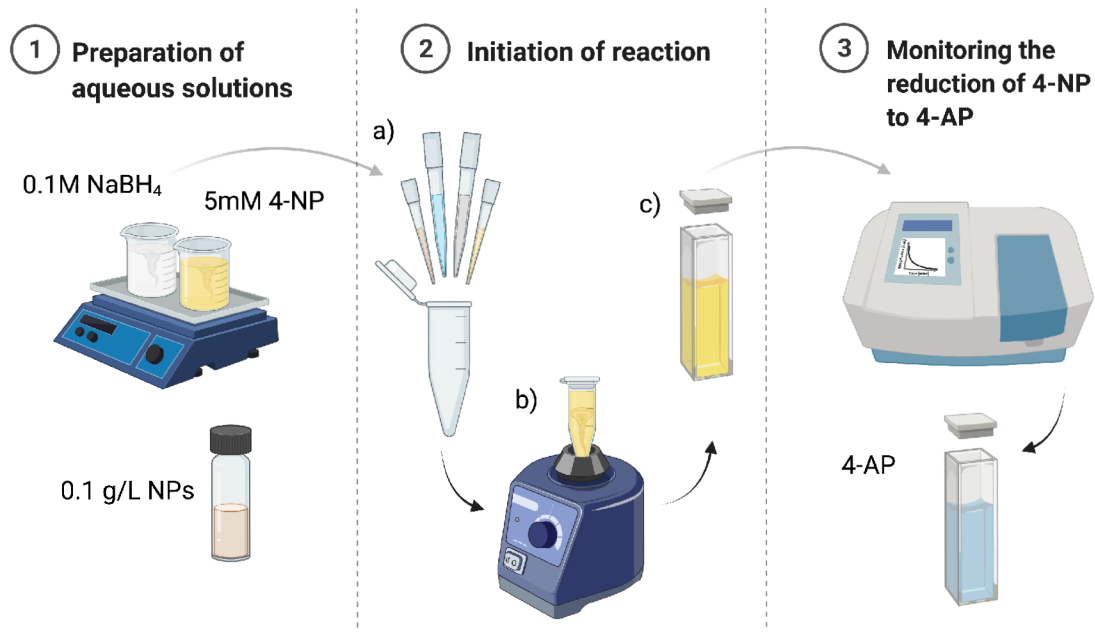 1 Preparation of
aqueous solutions
0.1M NaBH₄
5mM 4-NP
0.1 g/L NPs
2 Initiation of reaction
a)
b)
c)
3 Monitoring the
reduction of 4-NP
to 4-AP
4-AP